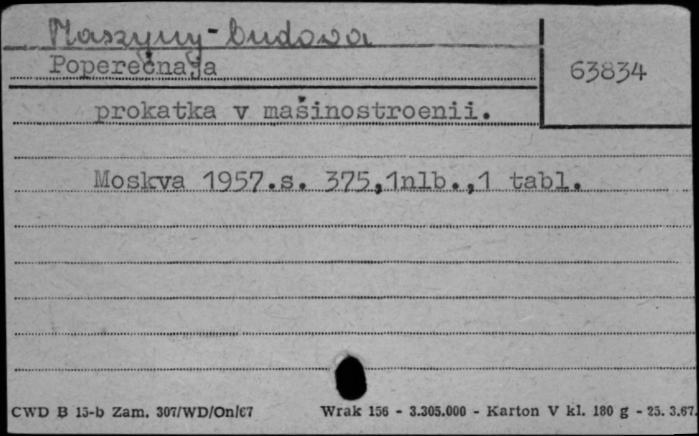 Maszyny-budowa
Poperečnaja
63834
prokatka v mašinostroenii.
Moskva 1957.s. 375,1nlb.,1 tabl.
CWD B 15-b Zam. 307/WD/On/67 Wrak 156 - 3.305.000 - Karton V kl. 180 g - 25. 3.67.